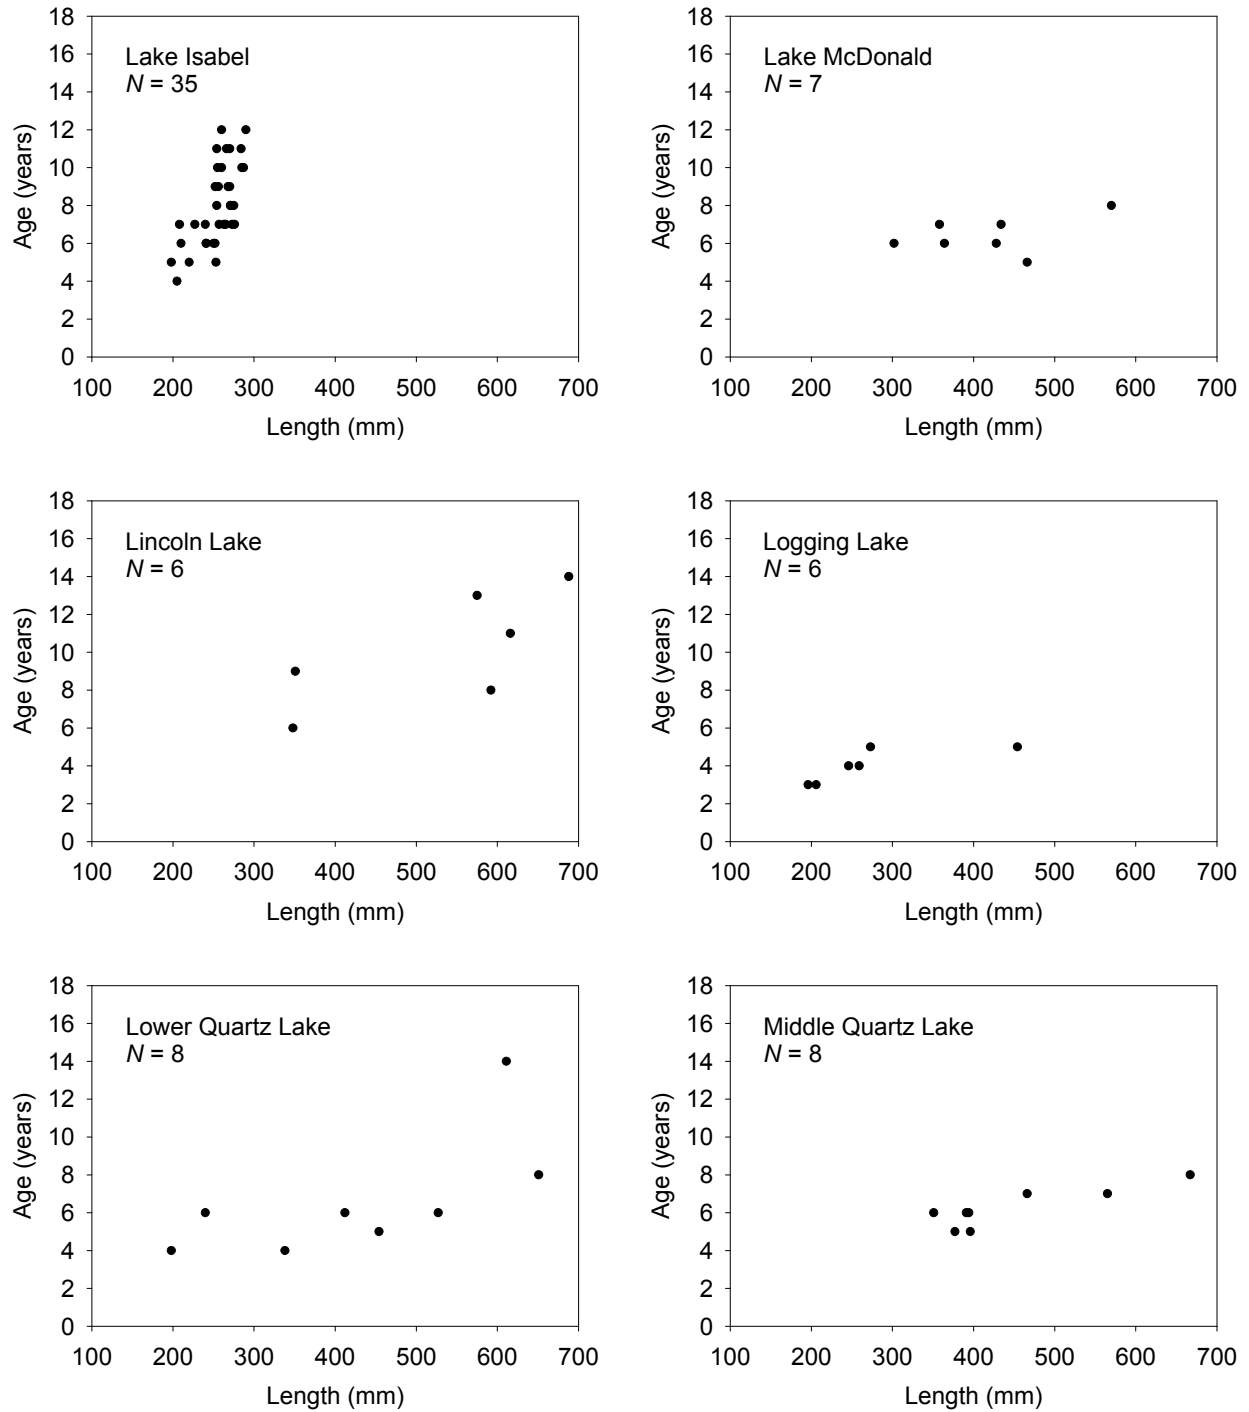 18
16
14
12
10
8
6
4
2
0
Age (years)
Lake Isabel
N = 35
100 200 300 400 500 600 700
Length (mm)
18
16
14
12
10
8
6
4
2
0
Age (years)
Lake McDonald
N = 7
100 200 300 400 500 600 700
Length (mm)
18
16
14
12
10
8
6
4
2
0
Age (years)
Lincoln Lake
N = 6
100 200 300 400 500 600 700
Length (mm)
18
16
14
12
10
8
6
4
2
0
Age (years)
Logging Lake
N = 6
100 200 300 400 500 600 700
Length (mm)
18
16
14
12
10
8
6
4
2
0
Age (years)
Lower Quartz Lake
N = 8
100 200 300 400 500 600 700
Length (mm)
18
16
14
12
10
8
6
4
2
0
Age (years)
Middle Quartz Lake
N = 8
100 200 300 400 500 600 700
Length (mm)